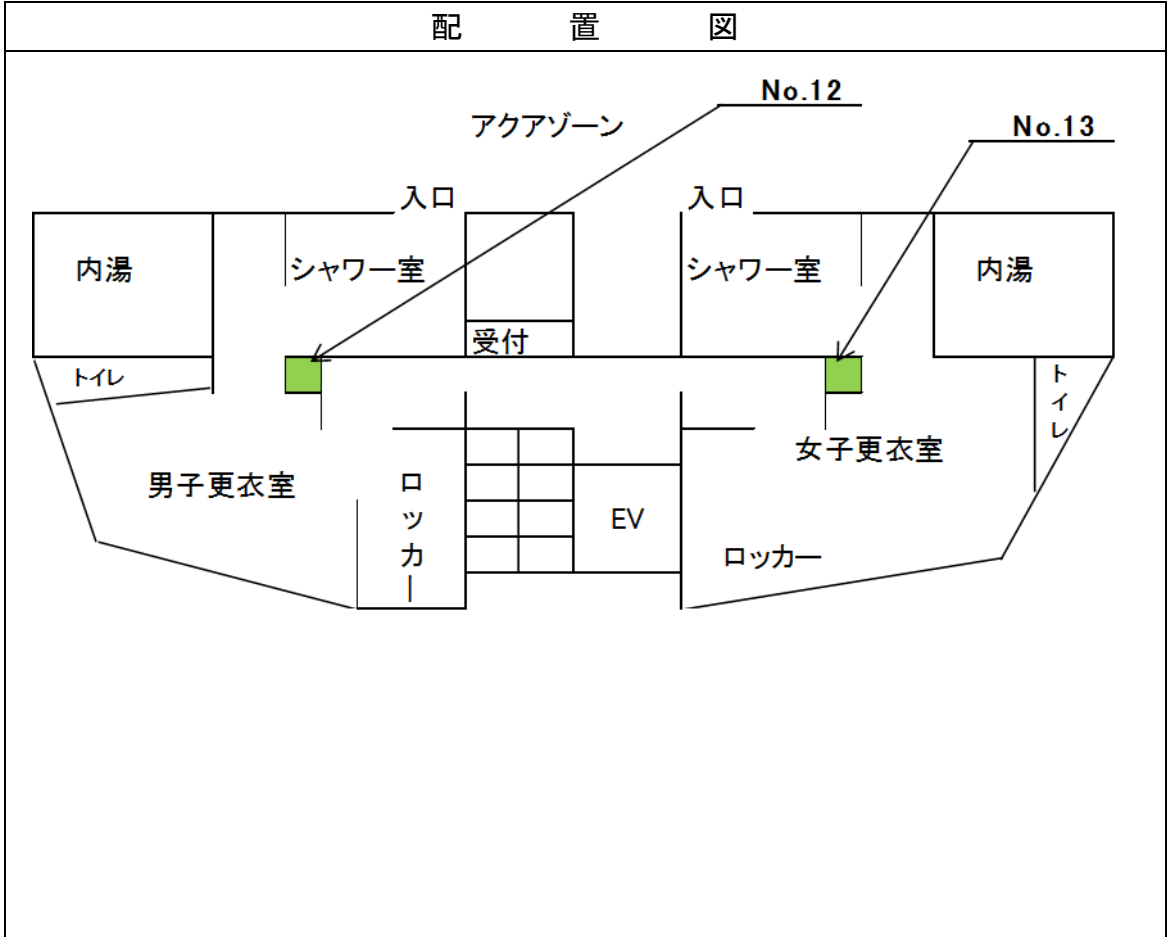 配置図
No.12
アクアゾーン
No.13
入口
入口
内湯
シャワー室
シャワー室
内湯
受付
トイレ
トイレ
女子更衣室
男子更衣室
ロッカー
EV
ロッカー